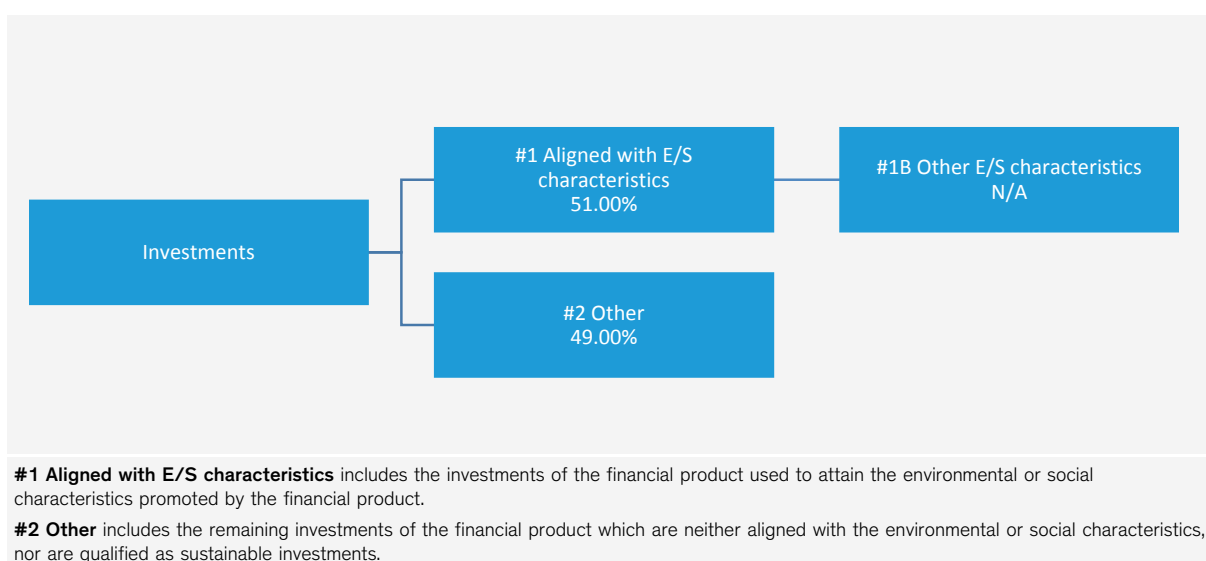 #1 Aligned with E/S
characteristics
51.00%
#1B Other E/S characteristics
N/A
Investments
#2 Other
49.00%
#1 Aligned with E/S characteristics includes the investments of the financial product used to attain the environmental or social
characteristics promoted by the financial product.
#2 Other includes the remaining investments of the financial product which are neither aligned with the environmental or social characteristics,
nor are qualified as sustainable investments.